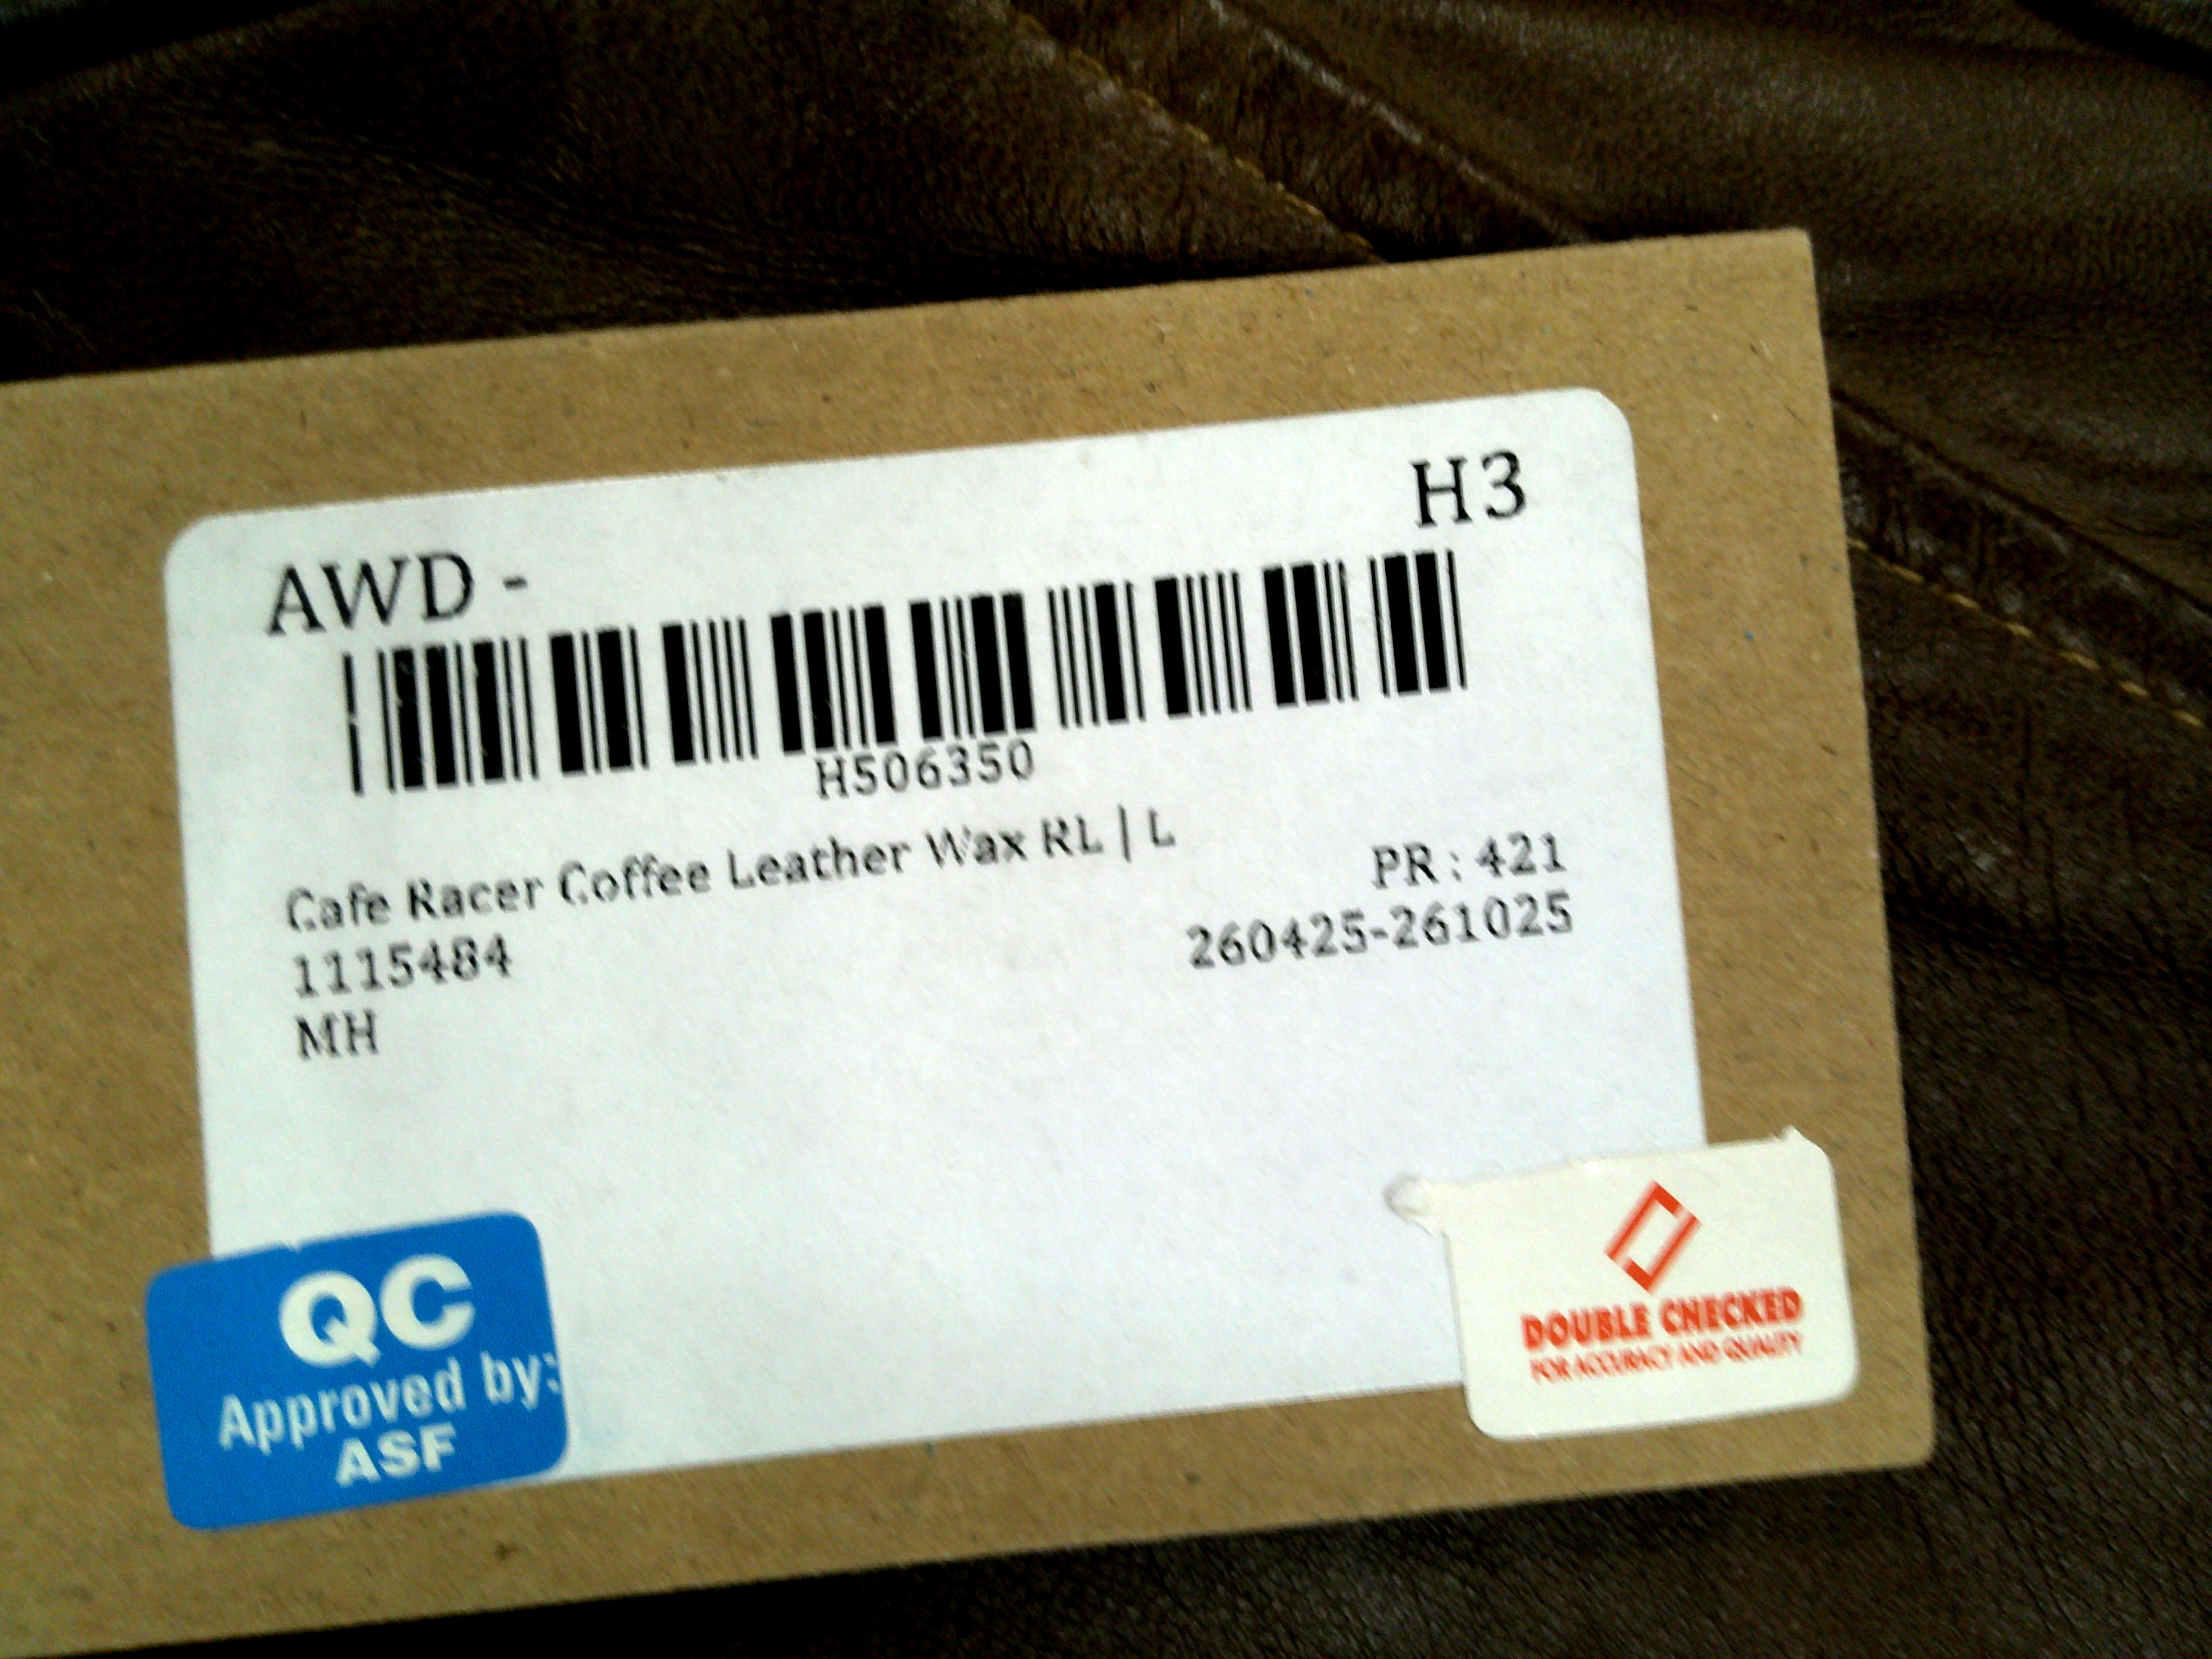 AWD -
H3
H506350
Cafe Racer Coffee Leather Wax RL | L
PR : 421
1115484
260425-261025
MH
QC
Approved by:
ASF
DOUBLE CHECKED
FOR ACCURACY AND QUALITY